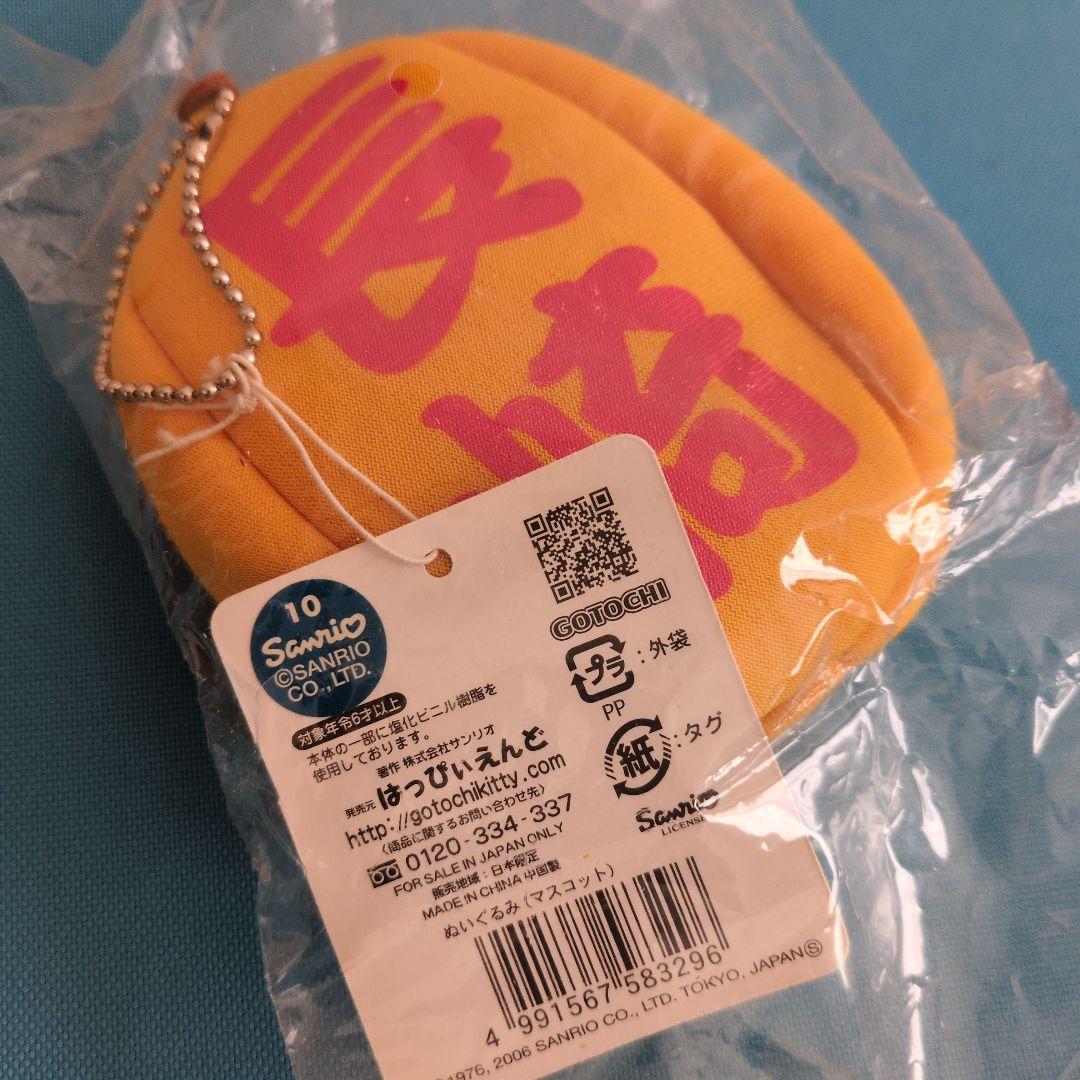 長崎
10
Sanrio
©SANRIO
CO.,LTD.
GOTOCHI
プラ:外袋
PP
紙:タグ
Sanrio
LICENSE
対象年令6才以上
本体の一部に塩化ビニル樹脂を
使用しております。
著作 株式会社サンリオ
発売元 はっぴぃえんど
http://gotochikitty.com
〈商品に関するお問い合わせ先〉
0120-334-337
FOR SALE IN JAPAN ONLY
販売地域:日本限定
MADE IN CHINA 中国製
ぬいぐるみ(マスコット)
4 991567 583296
©1976, 2006 SANRIO CO., LTD. TOKYO, JAPAN Ⓢ